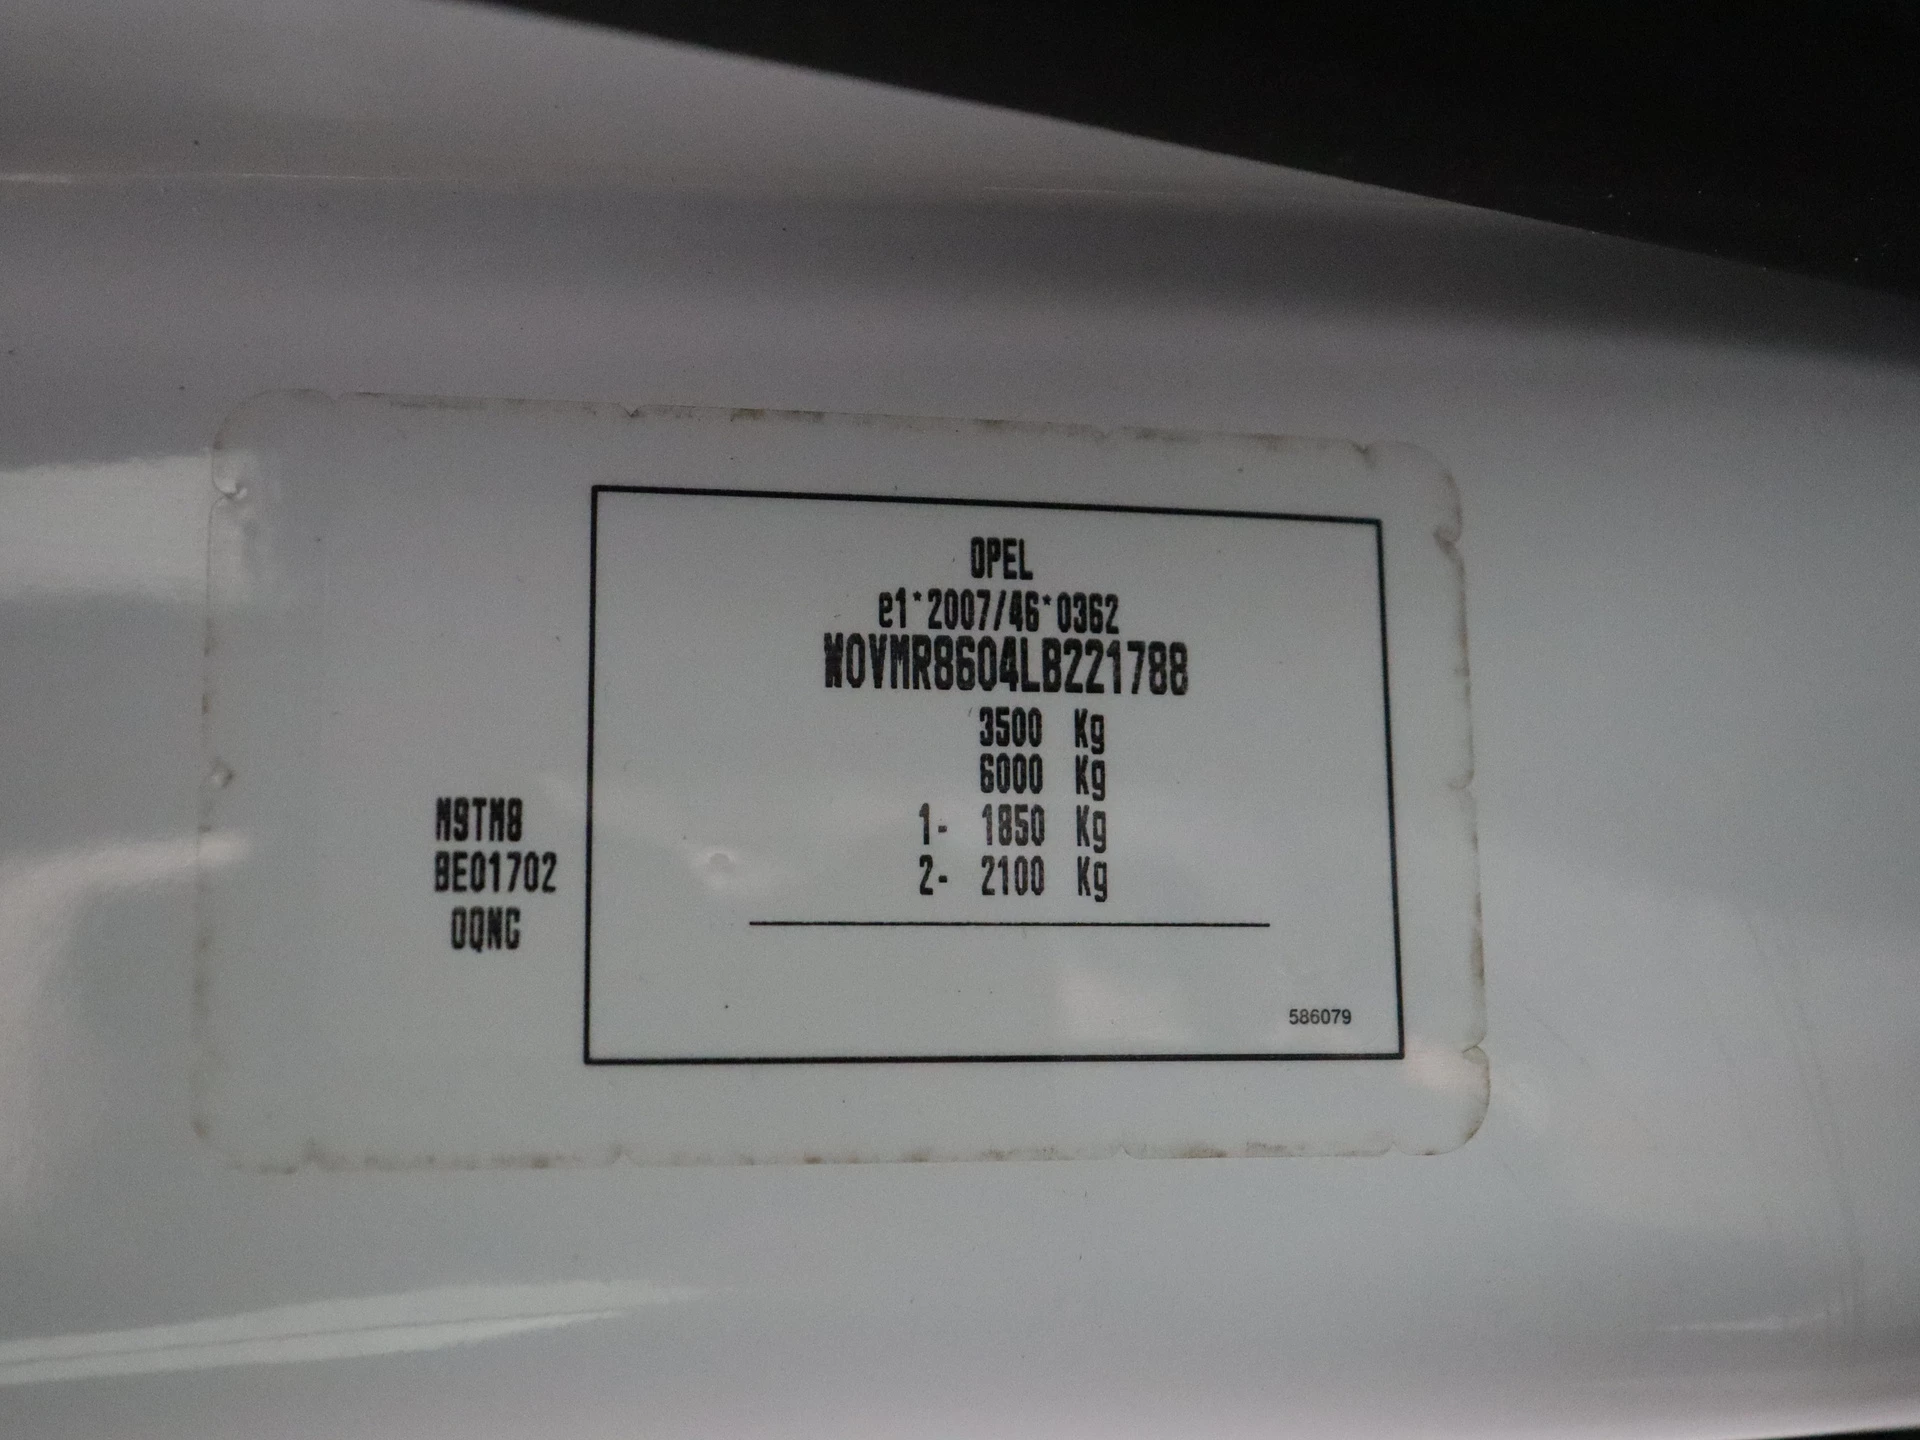 OPEL
e1*2007/46*0362
W0VMR8604LB221788
3500 Kg
6000 Kg
1- 1850 Kg
2- 2100 Kg
M9TM8
BE01702
0QNG
586079